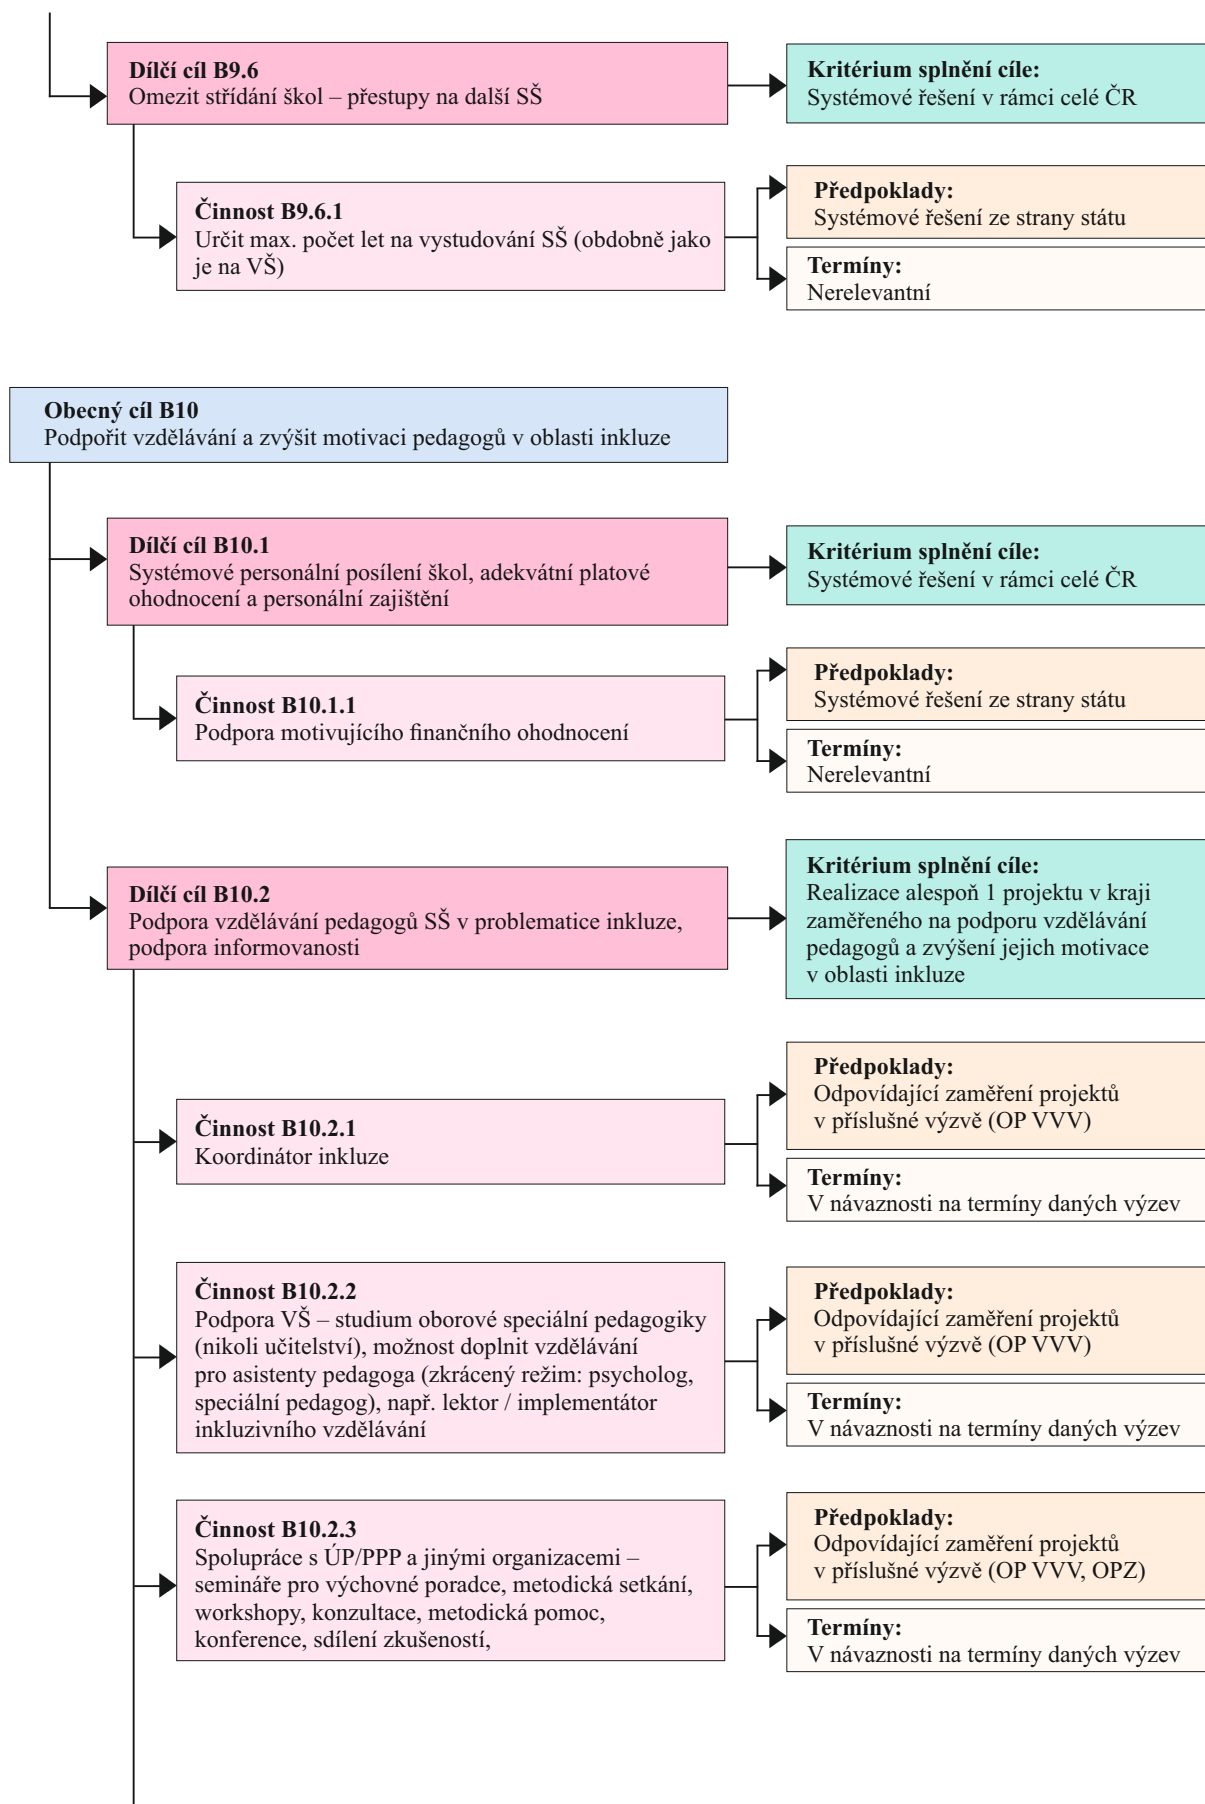 Dílčí cíl B9.6
Omezit střídání škol – přestupy na další SŠ
Kritérium splnění cíle:
Systémové řešení v rámci celé ČR
Činnost B9.6.1
Určit max. počet let na vystudování SŠ (obdobně jako
je na VŠ)
Předpoklady:
Systémové řešení ze strany státu
Termíny:
Nerelevantní
Obecný cíl B10
Podpořit vzdělávání a zvýšit motivaci pedagogů v oblasti inkluze
Dílčí cíl B10.1
Systémové personální posílení škol, adekvátní platové
ohodnocení a personální zajištění
Kritérium splnění cíle:
Systémové řešení v rámci celé ČR
Činnost B10.1.1
Podpora motivujícího finančního ohodnocení
Předpoklady:
Systémové řešení ze strany státu
Termíny:
Nerelevantní
Dílčí cíl B10.2
Podpora vzdělávání pedagogů SŠ v problematice inkluze,
podpora informovanosti
Kritérium splnění cíle:
Realizace alespoň 1 projektu v kraji
zaměřeného na podporu vzdělávání
pedagogů a zvýšení jejich motivace
v oblasti inkluze
Činnost B10.2.1
Koordinátor inkluze
Předpoklady:
Odpovídající zaměření projektů
v příslušné výzvě (OP VVV)
Termíny:
V návaznosti na termíny daných výzev
Činnost B10.2.2
Podpora VŠ – studium oborové speciální pedagogiky
(nikoli učitelství), možnost doplnit vzdělávání
pro asistenty pedagoga (zkrácený režim: psycholog,
speciální pedagog), např. lektor / implementátor
inkluzivního vzdělávání
Předpoklady:
Odpovídající zaměření projektů
v příslušné výzvě (OP VVV)
Termíny:
V návaznosti na termíny daných výzev
Činnost B10.2.3
Spolupráce s ÚP/PPP a jinými organizacemi –
semináře pro výchovné poradce, metodická setkání,
workshopy, konzultace, metodická pomoc,
konference, sdílení zkušeností,
Předpoklady:
Odpovídající zaměření projektů
v příslušné výzvě (OP VVV, OPZ)
Termíny:
V návaznosti na termíny daných výzev